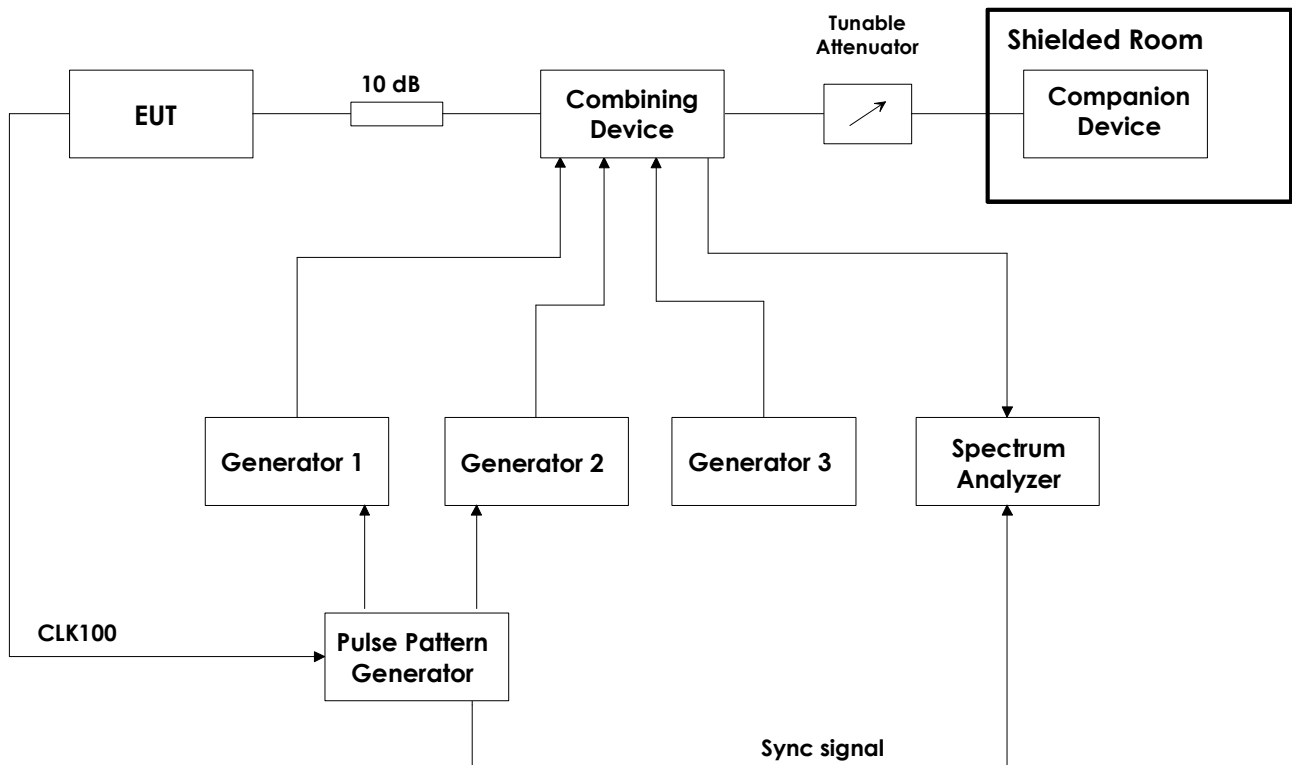 Tunable
Attenuator
Shielded Room
EUT
10 dB
Combining
Device
Companion
Device
Generator 1
Generator 2
Generator 3
Spectrum
Analyzer
CLK100
Pulse Pattern
Generator
Sync signal